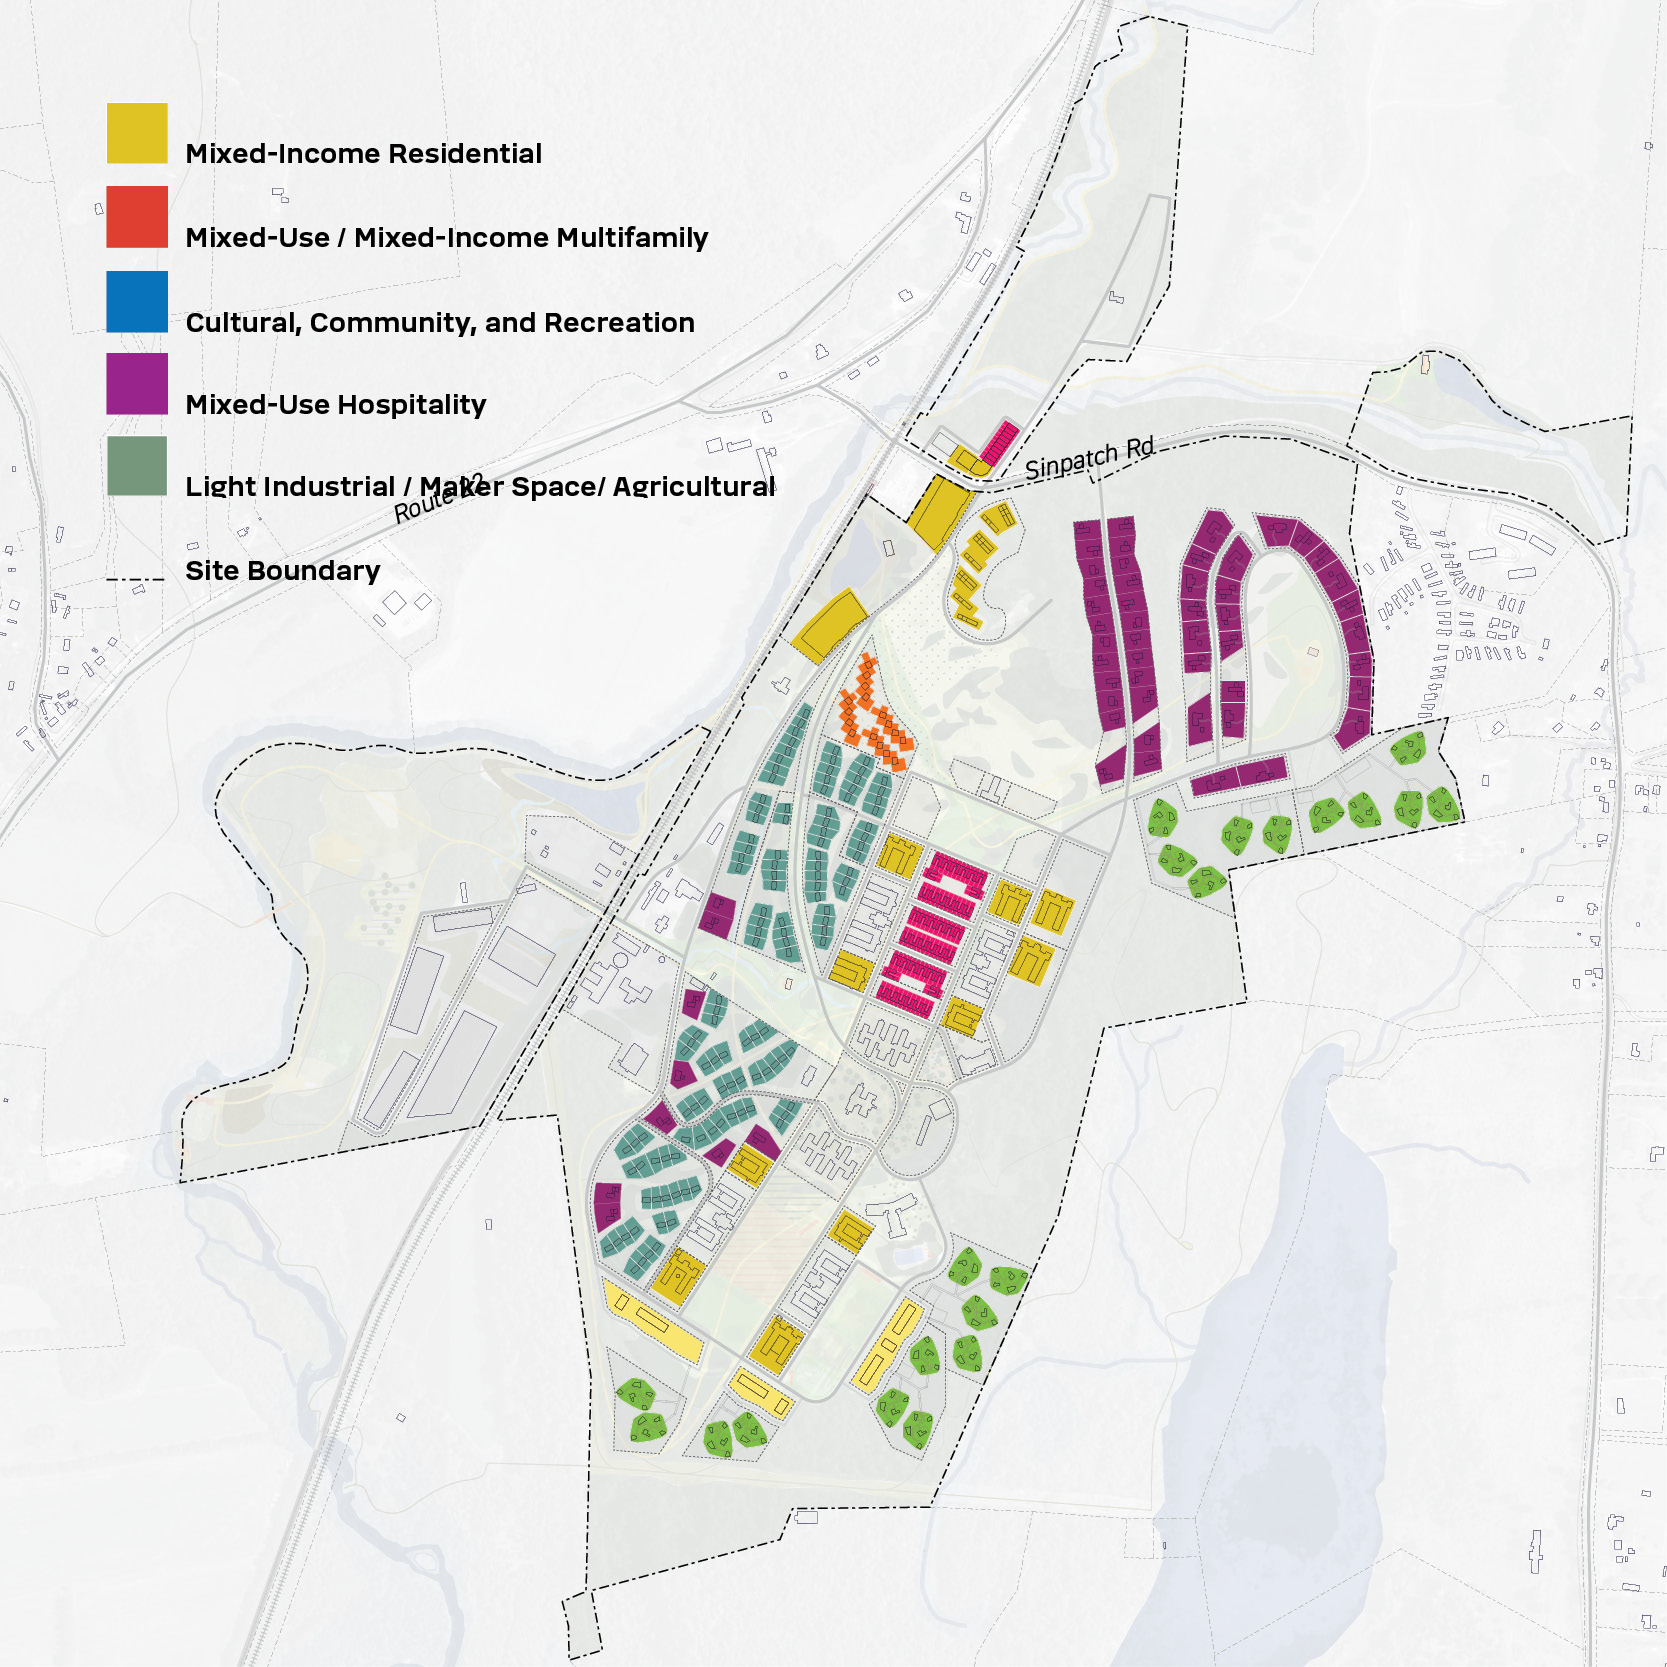 Mixed-Income Residential
Mixed-Use / Mixed-Income Multifamily
Cultural, Community, and Recreation
Mixed-Use Hospitality
Light Industrial / Maker Space/ Agricultural
Route 22
Site Boundary
Sinpatch Rd